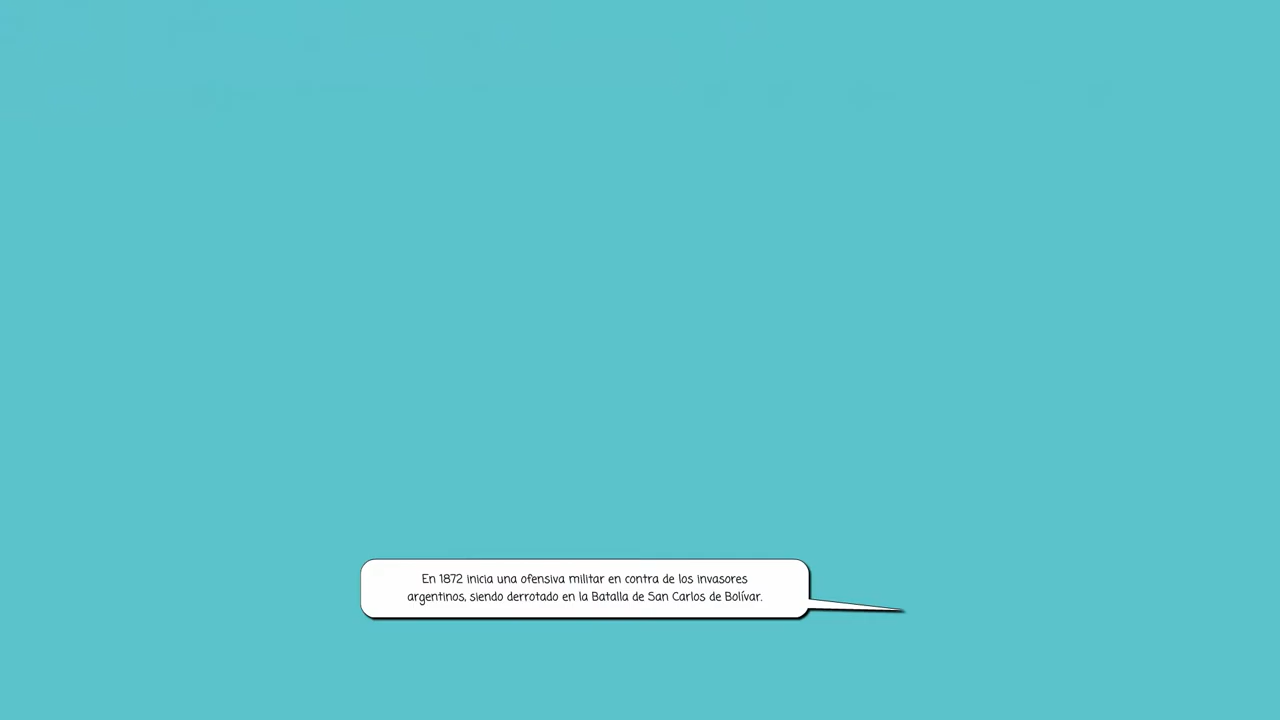 En 1872 inicia una ofensiva militar en contra de los invasores
argentinos, siendo derrotado en la Batalla de San Carlos de Bolívar.